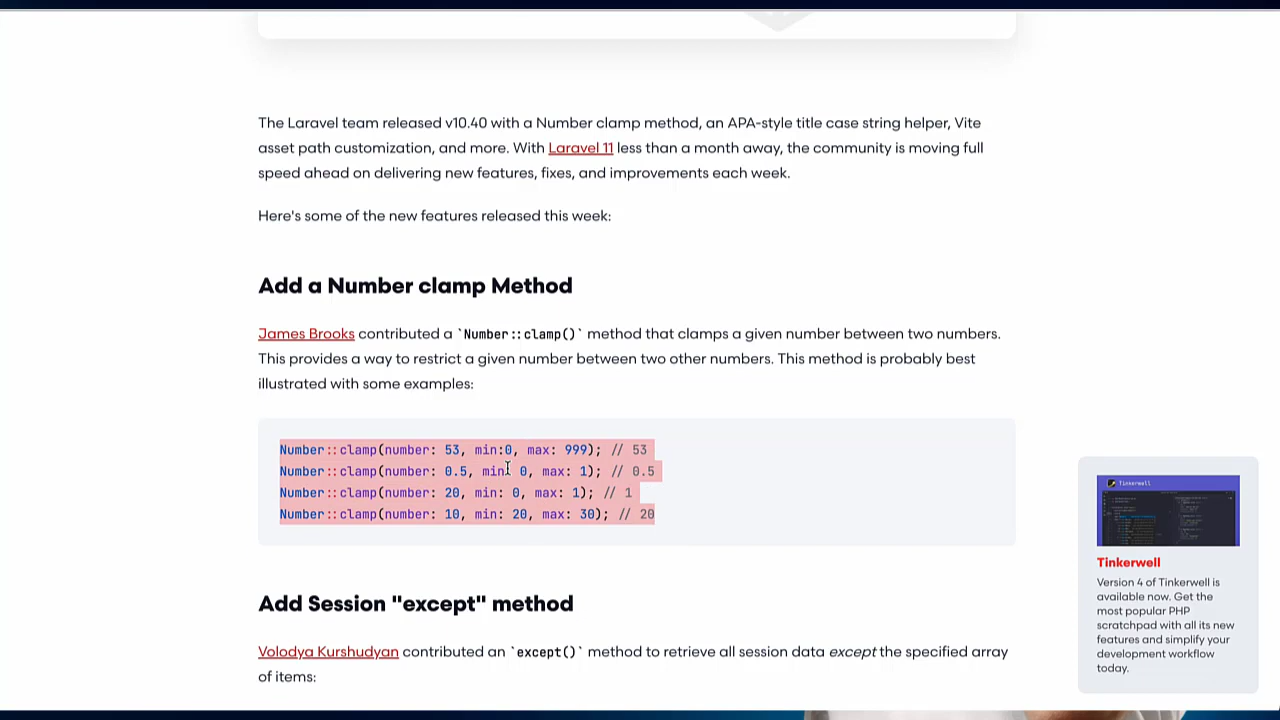 The Laravel team released v10.40 with a Number clamp method, an APA-style title case string helper, Vite
asset path customization, and more. With Laravel 11 less than a month away, the community is moving full
speed ahead on delivering new features, fixes, and improvements each week.
Here's some of the new features released this week:
Add a Number clamp Method
James Brooks contributed a `Number::clamp()` method that clamps a given number between two numbers.
This provides a way to restrict a given number between two other numbers. This method is probably best
illustrated with some examples:
Number::clamp(number: 53, min:0, max: 999); // 53
Number::clamp(number: 0.5, min: 0, max: 1); // 0.5
Number::clamp(number: 20, min: 0, max: 1); // 1
Number::clamp(number: 10, min: 20, max: 30); // 20
Add Session "except" method
Volodya Kurshudyan contributed an `except()` method to retrieve all session data except the specified array
of items:
Tinkerwell
Tinkerwell
Version 4 of Tinkerwell is
available now. Get the
most popular PHP
scratchpad with all its new
features and simplify your
development workflow
today.